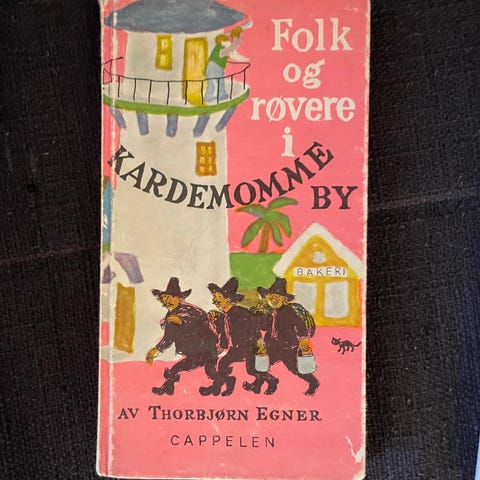 Folk
og
røvere
i
KARDEMOMME
BY
BAKERI
AV THORBJØRN EGNER
CAPPELEN